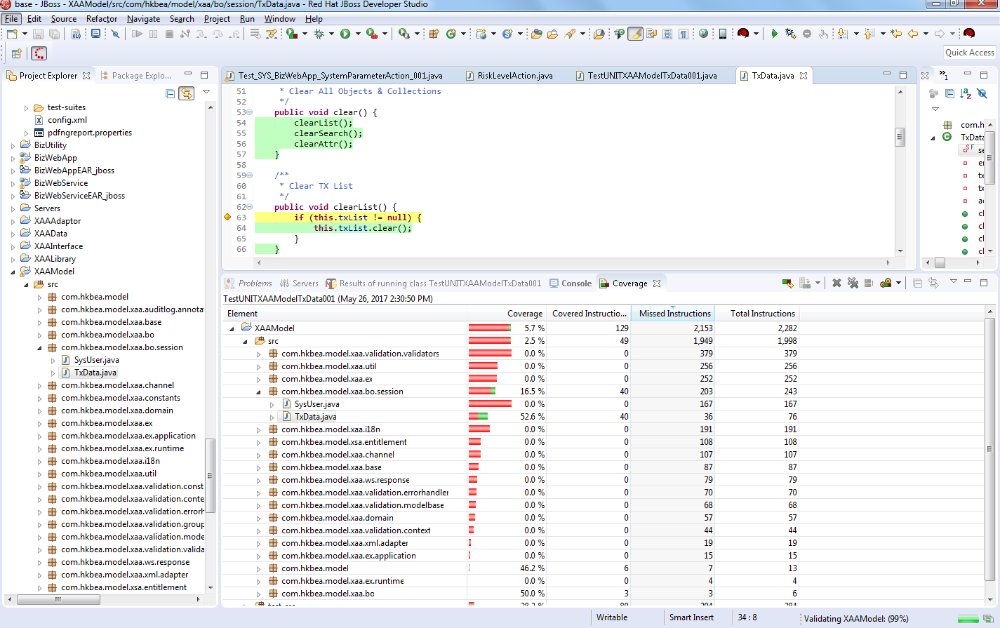 base - JBoss - XAAModel/src/com/hkbea/model/xaa/bo/session/TxData.java - Red Hat JBoss Developer Studio
File Edit Source Refactor Navigate Search Project Run Window Help
Quick Access
Project Explorer Package Explo...
test-suites
config.xml
pdfngreport.properties
BizUtility
BizWebApp
BizWebAppEAR_jboss
BizWebService
BizWebServiceEAR_jboss
Servers
XAAAdaptor
XAAData
XAAInterface
XAALibrary
XAAModel
src
com.hkbea.model
com.hkbea.model.xaa.auditlog.annotat
com.hkbea.model.xaa.base
com.hkbea.model.xaa.bo
com.hkbea.model.xaa.bo.session
SysUser.java
TxData.java
com.hkbea.model.xaa.channel
com.hkbea.model.xaa.constants
com.hkbea.model.xaa.domain
com.hkbea.model.xaa.ex
com.hkbea.model.xaa.ex.application
com.hkbea.model.xaa.ex.runtime
com.hkbea.model.xaa.i18n
com.hkbea.model.xaa.util
com.hkbea.model.xaa.validation.const
com.hkbea.model.xaa.validation.conte
com.hkbea.model.xaa.validation.errorh
com.hkbea.model.xaa.validation.group
com.hkbea.model.xaa.validation.mode
com.hkbea.model.xaa.validation.valida
com.hkbea.model.xaa.ws.response
com.hkbea.model.xaa.xml.adapter
com.hkbea.model.xsa.entitlement
Test_SYS_BizWebApp_SystemParameterAction_001.java RiskLevelAction.java TestUNITXAAModelTxData001.java TxData.java
51 * Clear All Objects & Collections
52 */
53 public void clear() {
54 clearList();
55 clearSearch();
56 clearAttr();
57 }
58
59 /**
60 * Clear TX List
61 */
62 public void clearList() {
63 if (this.txList != null) {
64 this.txList.clear();
65 }
66 }
com.h
TxData
se
er
tx
tx
ac
cl
cl
cl
cl
Problems Servers Results of running class TestUNITXAAModelTxData001 Console Coverage
TestUNITXAAModelTxData001 (May 26, 2017 2:30:50 PM)
Element Coverage Covered Instructio... Missed Instructions Total Instructions
XAAModel 5.7 % 129 2,153 2,282
src 2.5 % 49 1,949 1,998
com.hkbea.model.xaa.validation.validators 0.0 % 0 379 379
com.hkbea.model.xaa.util 0.0 % 0 256 256
com.hkbea.model.xaa.ex 0.0 % 0 252 252
com.hkbea.model.xaa.bo.session 16.5 % 40 203 243
SysUser.java 0.0 % 0 167 167
TxData.java 52.6 % 40 36 76
com.hkbea.model.xaa.i18n 0.0 % 0 191 191
com.hkbea.model.xsa.entitlement 0.0 % 0 108 108
com.hkbea.model.xaa.channel 0.0 % 0 107 107
com.hkbea.model.xaa.base 0.0 % 0 87 87
com.hkbea.model.xaa.ws.response 0.0 % 0 79 79
com.hkbea.model.xaa.validation.errorhandler 0.0 % 0 70 70
com.hkbea.model.xaa.validation.modelbase 0.0 % 0 68 68
com.hkbea.model.xaa.domain 0.0 % 0 57 57
com.hkbea.model.xaa.validation.context 0.0 % 0 44 44
com.hkbea.model.xaa.xml.adapter 0.0 % 0 19 19
com.hkbea.model.xaa.ex.application 0.0 % 0 15 15
com.hkbea.model 46.2 % 6 7 13
com.hkbea.model.xaa.ex.runtime 0.0 % 0 4 4
com.hkbea.model.xaa.bo 50.0 % 3 3 6
Writable Smart Insert 34 : 8 Validating XAAModel: (99%)